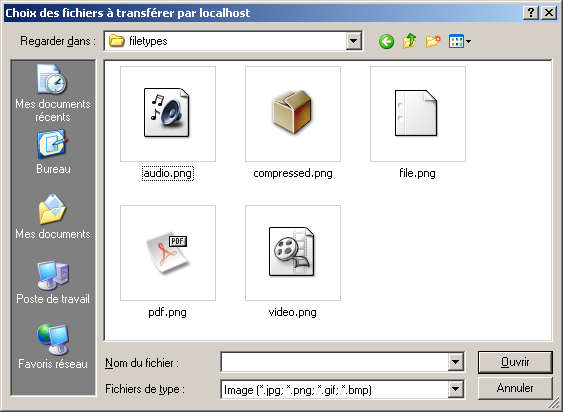 Choix des fichiers à transférer par localhost
Regarder dans :
filetypes
Mes documents
récents
Bureau
Mes documents
Poste de travail
Favoris réseau
audio.png
compressed.png
file.png
PDF
pdf.png
video.png
Nom du fichier :
Ouvrir
Fichiers de type :
Image (*.jpg; *.png; *.gif; *.bmp)
Annuler